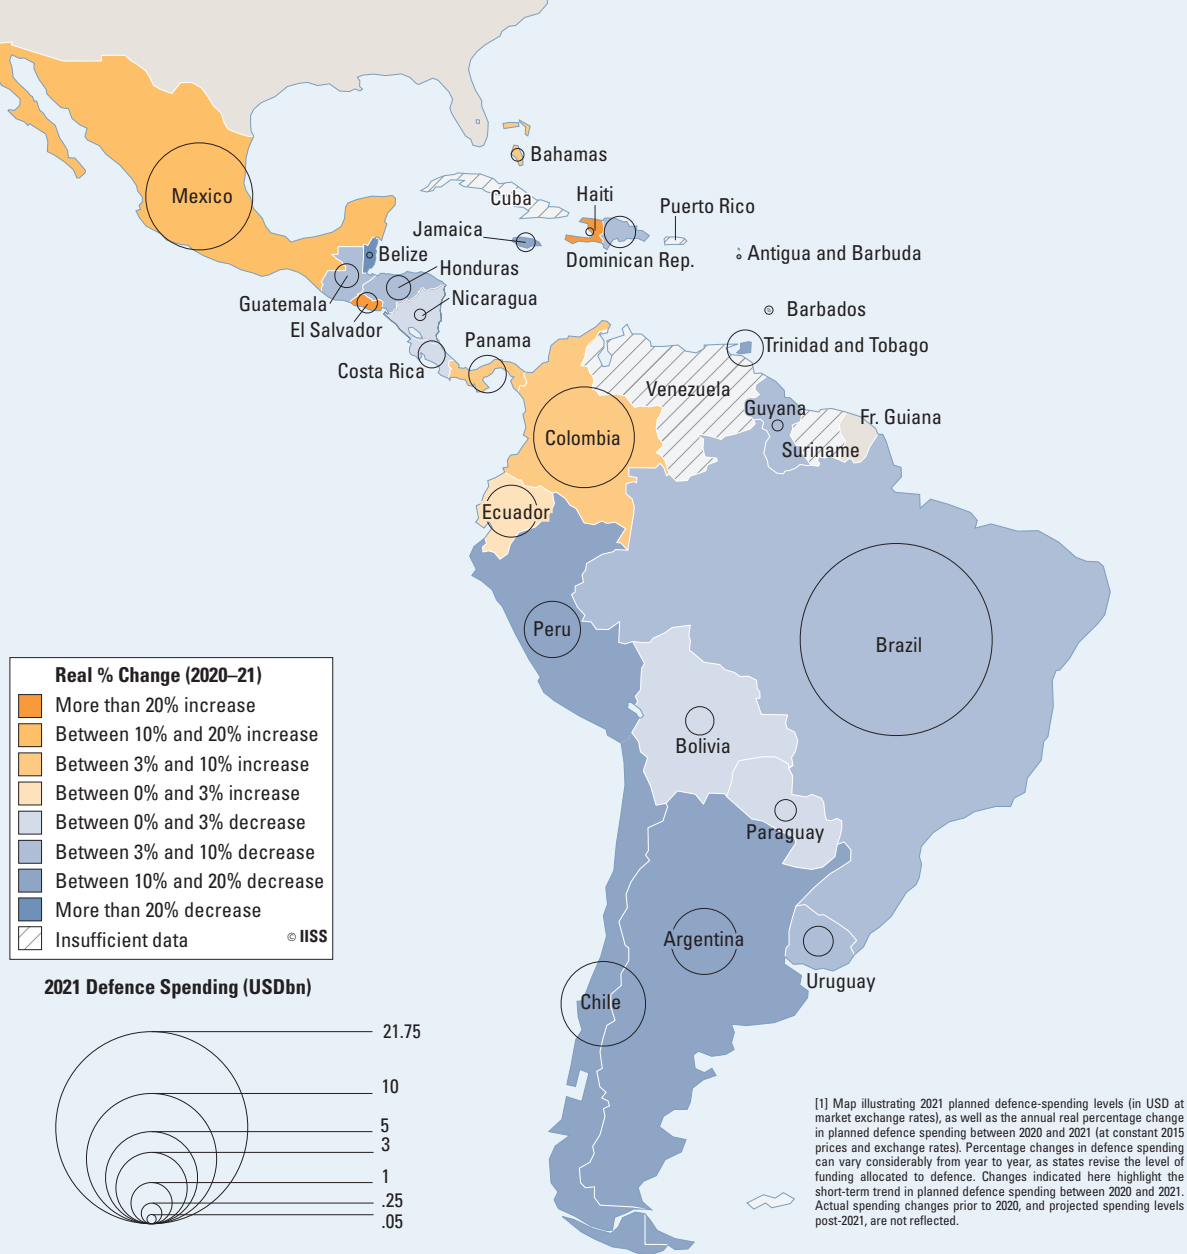 Bahamas
Mexico
Cuba
Haiti
Puerto Rico
Jamaica
Belize
Dominican Rep.
Antigua and Barbuda
Honduras
Guatemala
Nicaragua
Barbados
El Salvador
Panama
Trinidad and Tobago
Costa Rica
Venezuela
Guyana
Fr. Guiana
Colombia
Suriname
Ecuador
Peru
Brazil
Bolivia
Paraguay
Argentina
Uruguay
Chile
Real % Change (2020–21)
More than 20% increase
Between 10% and 20% increase
Between 3% and 10% increase
Between 0% and 3% increase
Between 0% and 3% decrease
Between 3% and 10% decrease
Between 10% and 20% decrease
More than 20% decrease
Insufficient data
© IISS
2021 Defence Spending (USDbn)
21.75
10
5
3
1
.25
.05
[1] Map illustrating 2021 planned defence-spending levels (in USD at
market exchange rates), as well as the annual real percentage change
in planned defence spending between 2020 and 2021 (at constant 2015
prices and exchange rates). Percentage changes in defence spending
can vary considerably from year to year, as states revise the level of
funding allocated to defence. Changes indicated here highlight the
short-term trend in planned defence spending between 2020 and 2021.
Actual spending changes prior to 2020, and projected spending levels
post-2021, are not reflected.